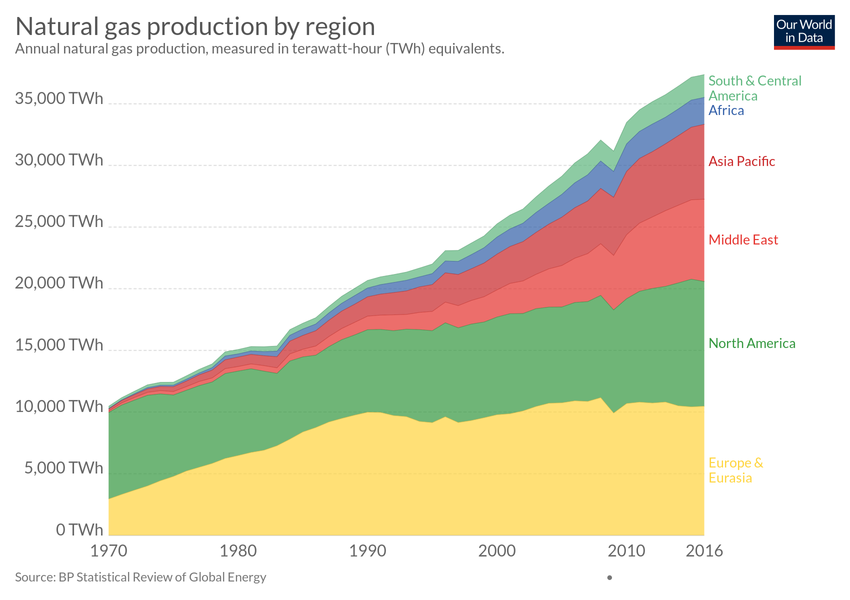 Natural gas production by region
Annual natural gas production, measured in terawatt-hour (TWh) equivalents.
Our World
in Data
35,000 TWh
30,000 TWh
25,000 TWh
20,000 TWh
15,000 TWh
10,000 TWh
5,000 TWh
0 TWh
South & Central
America
Africa
Asia Pacific
Middle East
North America
Europe &
Eurasia
1970
1980
1990
2000
2010
2016
Source: BP Statistical Review of Global Energy